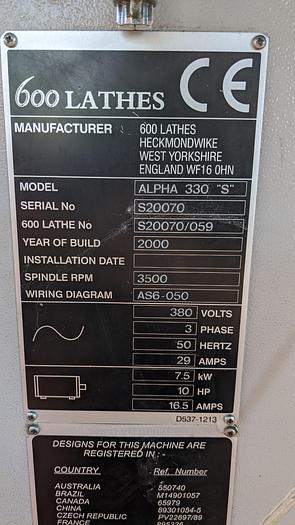 600 LATHES CE
MANUFACTURER 600 LATHES
HECKMONDWIKE
WEST YORKSHIRE
ENGLAND WF16 0HN
MODEL ALPHA 330 "S"
SERIAL No S20070
600 LATHE No S20070/059
YEAR OF BUILD 2000
INSTALLATION DATE
SPINDLE RPM 3500
WIRING DIAGRAM AS6-050
380 VOLTS
3 PHASE
50 HERTZ
29 AMPS
7.5 kW
10 HP
16.5 AMPS
D537-1213
DESIGNS FOR THIS MACHINE ARE
REGISTERED IN:-
COUNTRY Ref. Number
AUSTRALIA 550740
BRAZIL M14901057
CANADA 65979
CHINA 89301054-5
CZECH REPUBLIC PV22697/89
FRANCE 895326